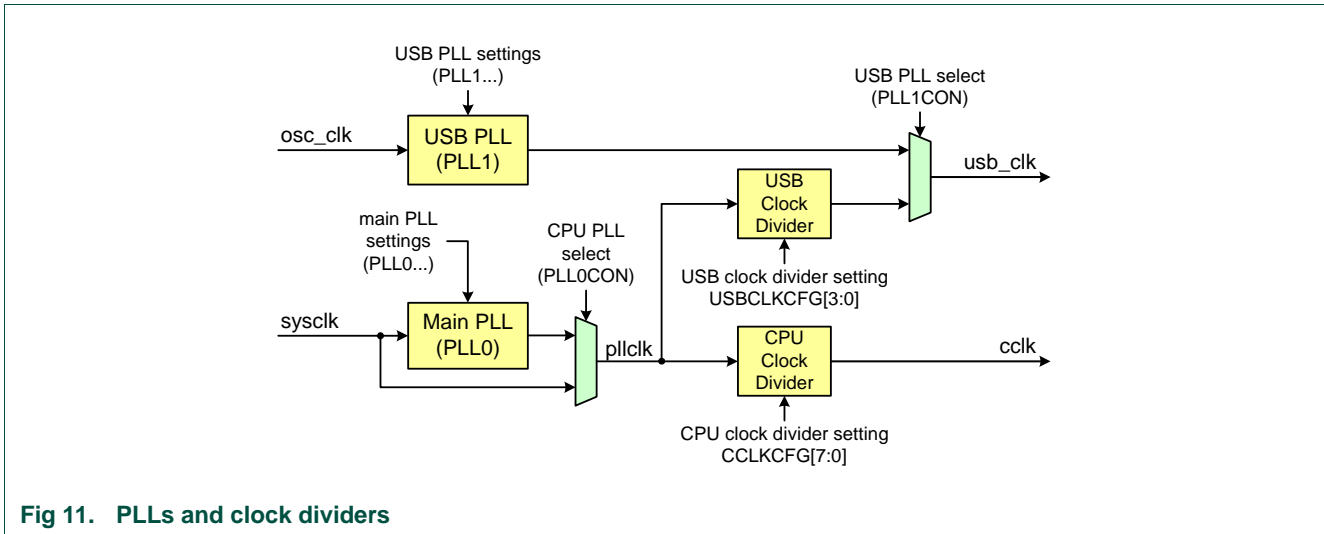 USB PLL settings
(PLL1...)
USB PLL select
(PLL1CON)
osc_clk
USB PLL
(PLL1)
usb_clk
USB
Clock
Divider
main PLL
settings
(PLL0...)
CPU PLL
select
(PLL0CON)
USB clock divider setting
USBCLKCFG[3:0]
sysclk
Main PLL
(PLL0)
pllclk
CPU
Clock
Divider
cclk
CPU clock divider setting
CCLKCFG[7:0]
Fig 11. PLLs and clock dividers